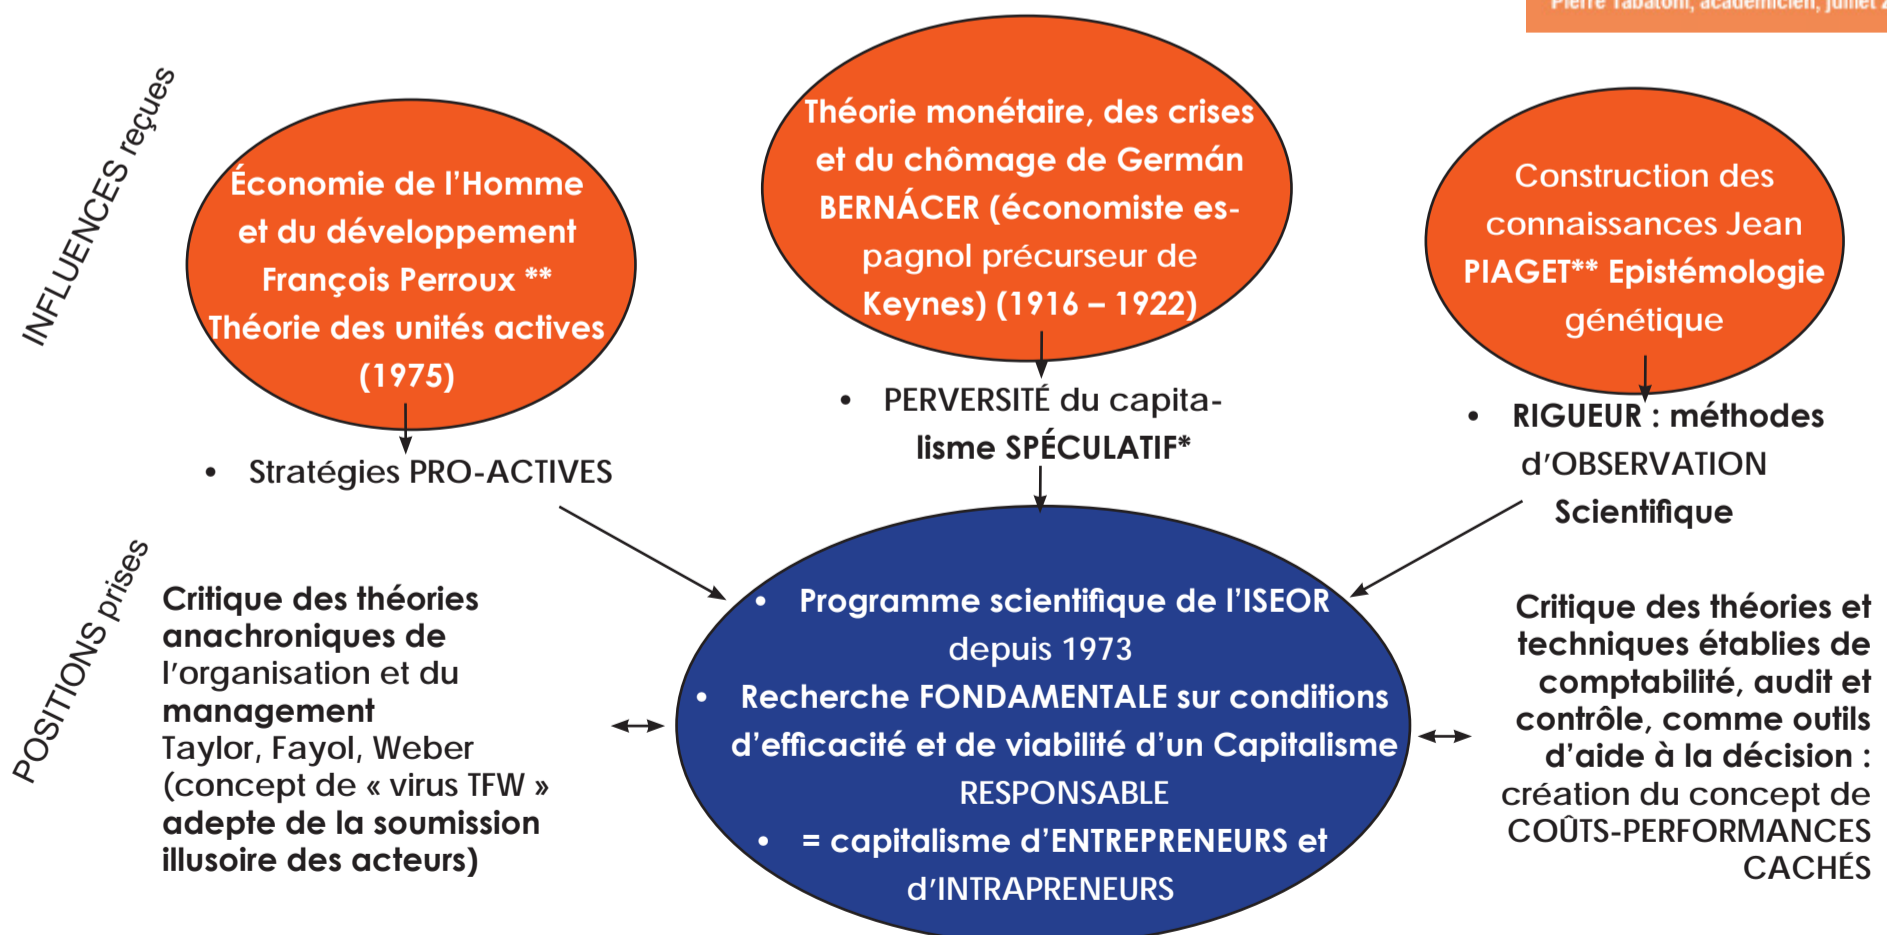 Pierre Tabatoni, académicien, juillet
INFLUENCES reçues
Économie de l’Homme
et du développement
François Perroux **
Théorie des unités actives
(1975)
Théorie monétaire, des crises
et du chômage de Germán
BERNÁCER (économiste es-
pagnol précurseur de
Keynes) (1916 – 1922)
Construction des
connaissances Jean
PIAGET** Epistémologie
génétique
• Stratégies PRO-ACTIVES
• PERVERSITÉ du capita-
lisme SPÉCULATIF*
• RIGUEUR : méthodes
d’OBSERVATION
Scientifique
POSITIONS prises
Critique des théories
anachroniques de
l’organisation et du
management
Taylor, Fayol, Weber
(concept de « virus TFW »
adepte de la soumission
illusoire des acteurs)
• Programme scientifique de l’ISEOR
depuis 1973
• Recherche FONDAMENTALE sur conditions
d’efficacité et de viabilité d’un Capitalisme
RESPONSABLE
• = capitalisme d’ENTREPRENEURS et
d’INTRAPRENEURS
Critique des théories et
techniques établies de
comptabilité, audit et
contrôle, comme outils
d’aide à la décision :
création du concept de
COÛTS-PERFORMANCES
CACHÉS